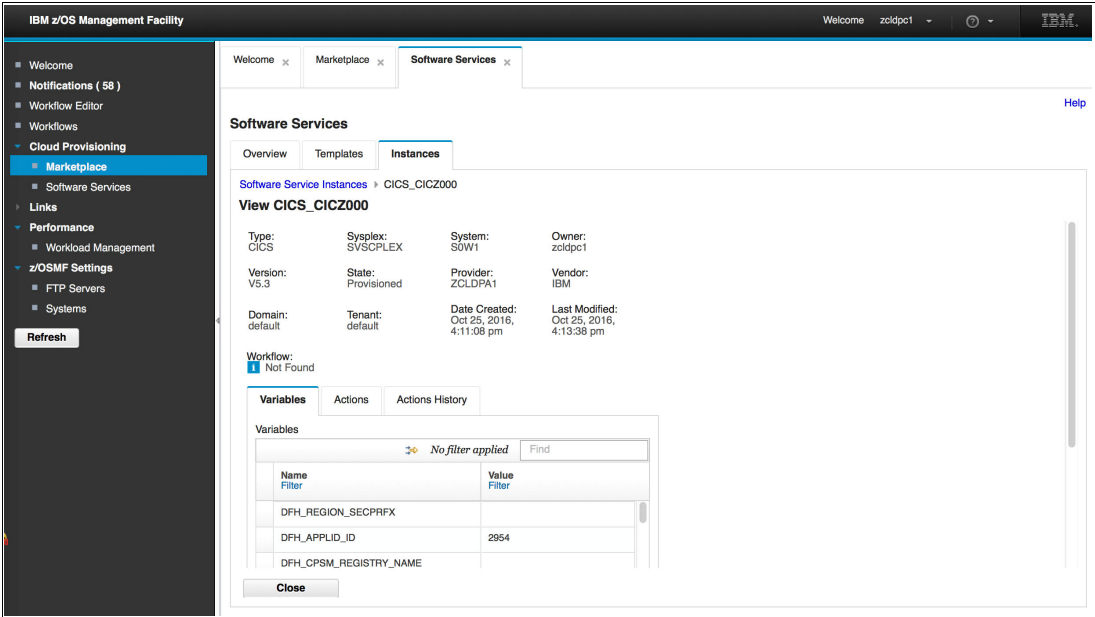 IBM z/OS Management Facility
Welcome zcldpc1
IBM.
Welcome
Notifications ( 58 )
Workflow Editor
Workflows
Cloud Provisioning
Marketplace
Software Services
Links
Performance
Workload Management
z/OSMF Settings
FTP Servers
Systems
Refresh
Welcome Marketplace Software Services
Help
Software Services
Overview Templates Instances
Software Service Instances CICS_CICZ000
View CICS_CICZ000
Type: Sysplex: System: Owner:
CICS SVSCPLEX S0W1 zcldpc1
Version: State: Provider: Vendor:
V5.3 Provisioned ZCLDPA1 IBM
Domain: Tenant: Date Created: Last Modified:
default default Oct 25, 2016, Oct 25, 2016,
4:11:08 pm 4:13:38 pm
Workflow:
Not Found
Variables Actions Actions History
Variables
No filter applied Find
Name Value
Filter Filter
DFH_REGION_SECPRFX
DFH_APPLID_ID 2954
DFH_CPSM_REGISTRY_NAME
Close